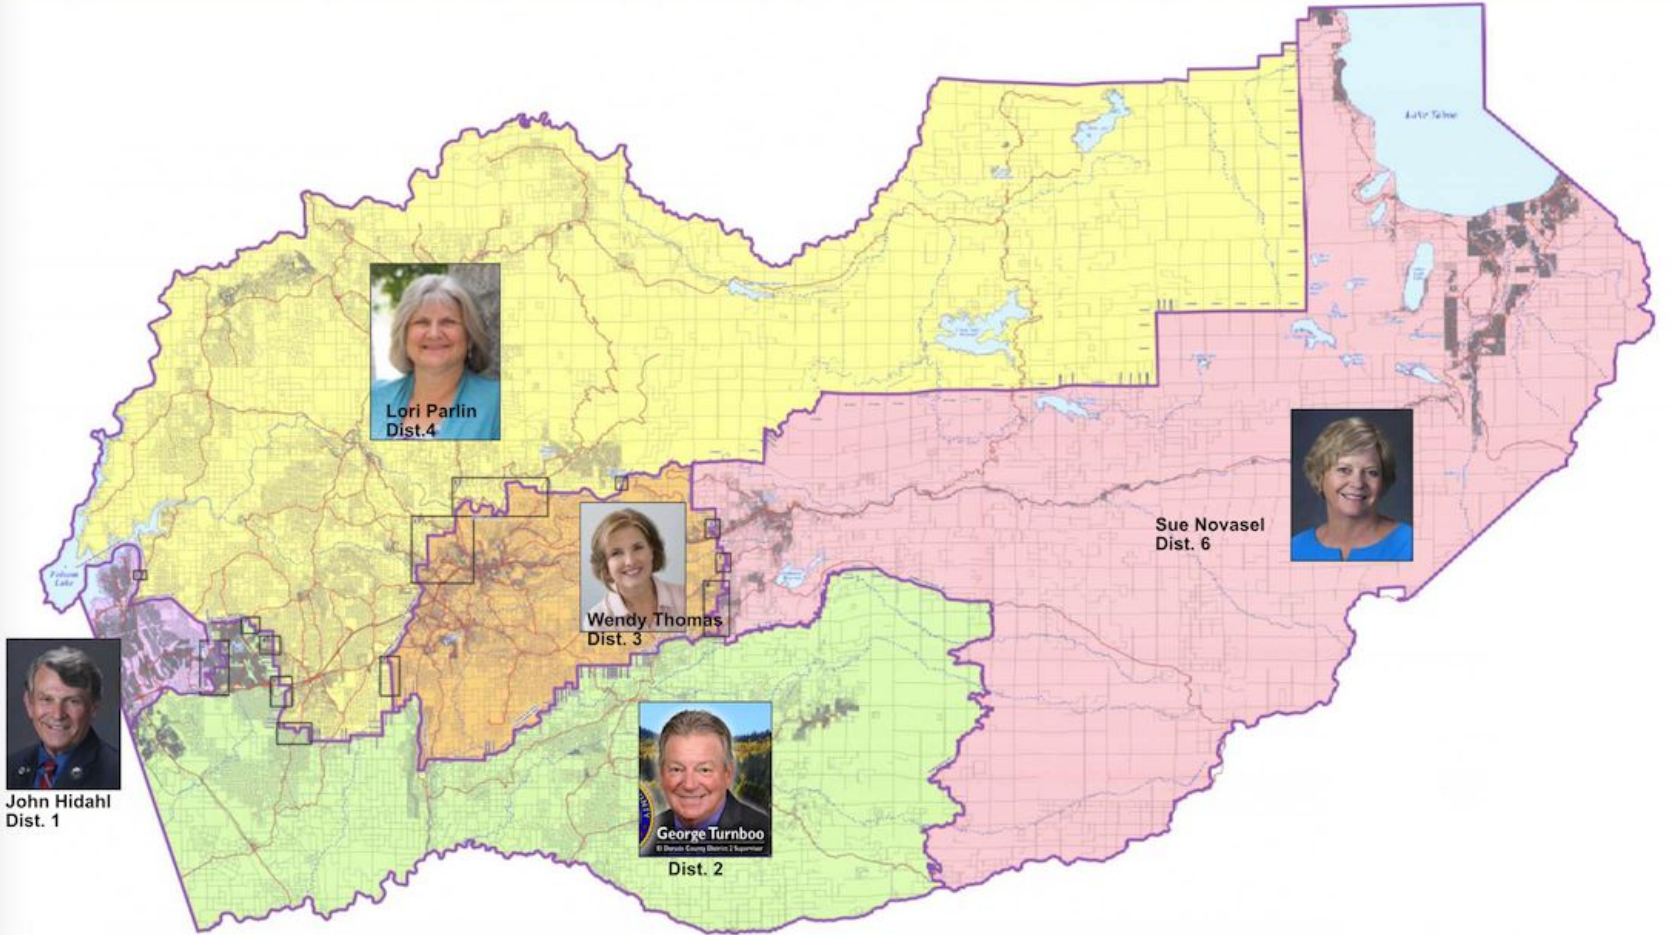 Lake Tahoe
Lori Parlin
Dist.4
Sue Novasel
Dist. 6
Folsom
Lake
Wendy Thomas
Dist. 3
John Hidahl
Dist. 1
George Turnboo
El Dorado County District 2 Supervisor
Dist. 2